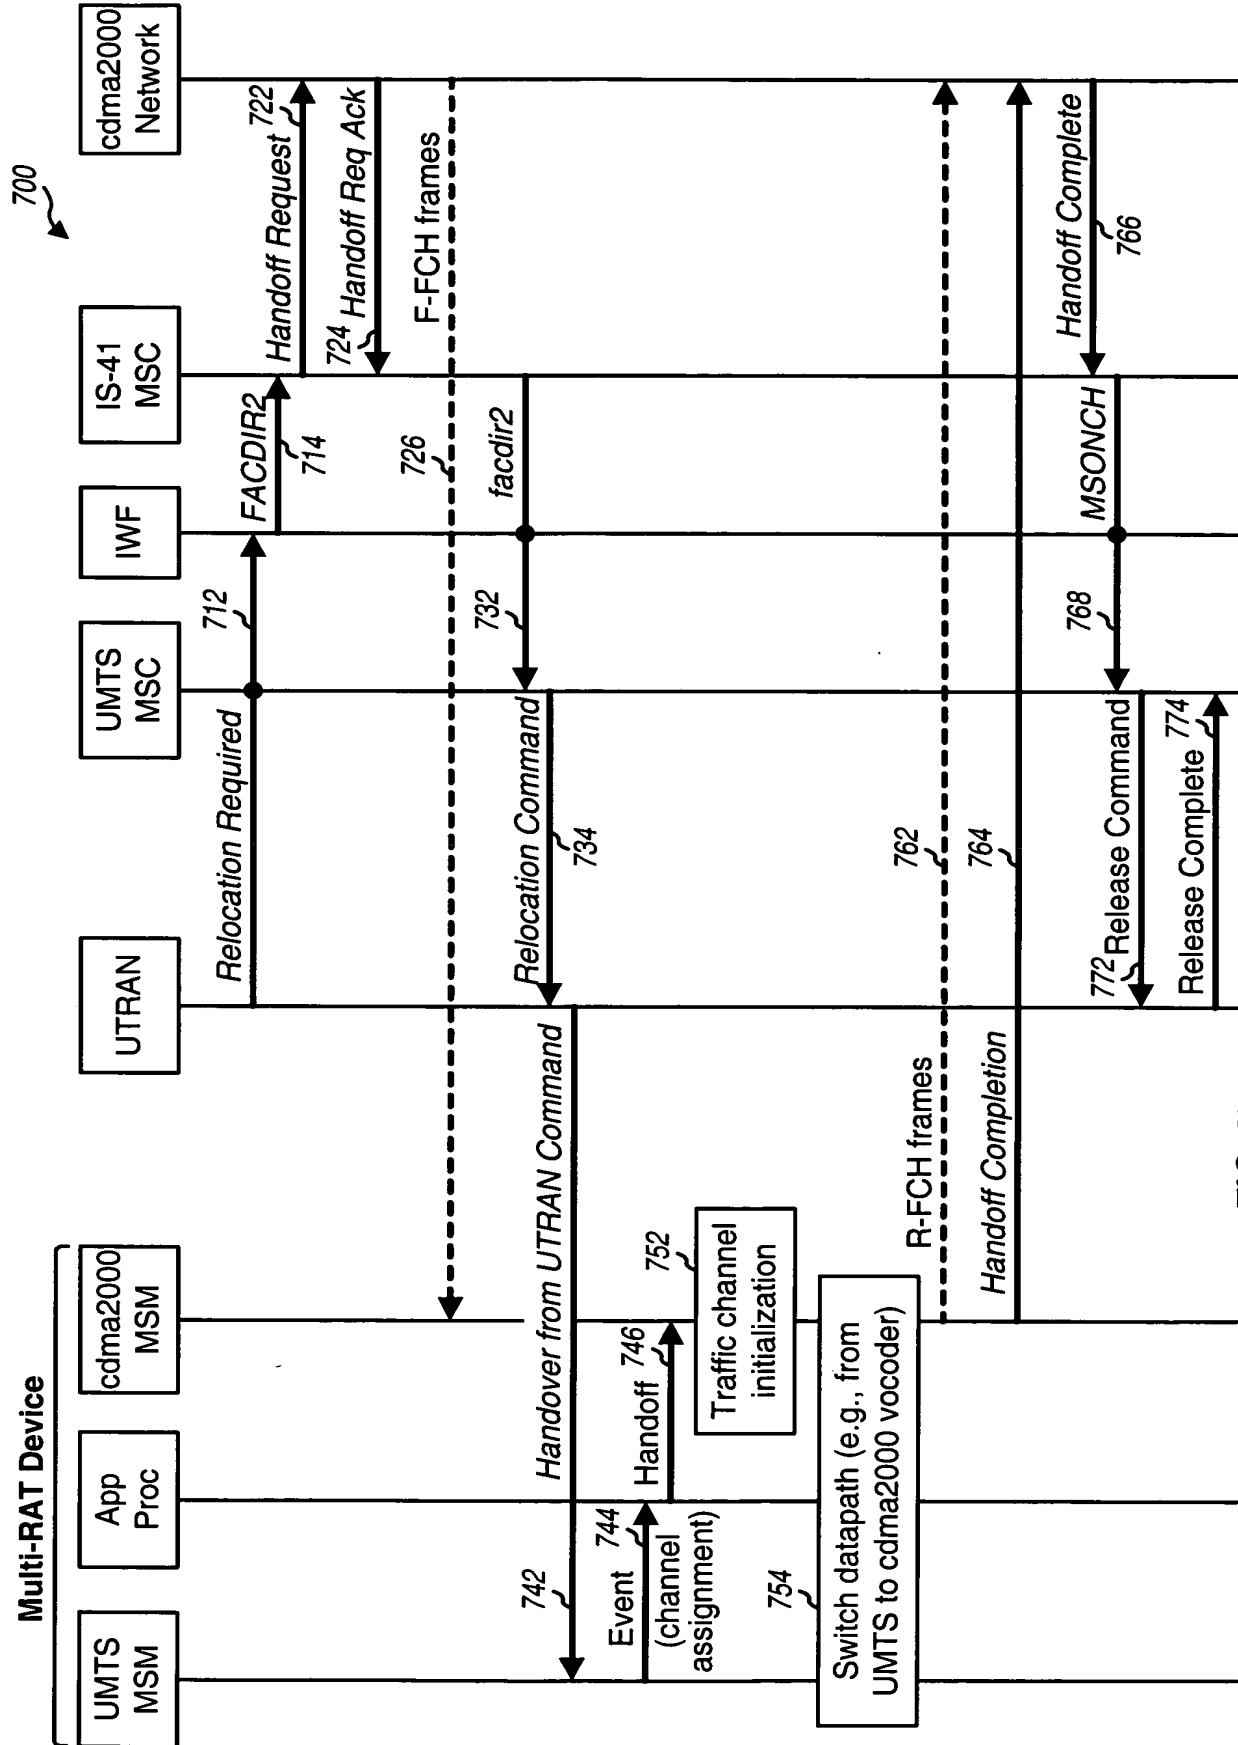 700
Multi-RAT Device
UMTS
MSM
App
Proc
cdma2000
MSM
UTRAN
UMTS
MSC
IWF
IS-41
MSC
cdma2000
Network
Relocation Required
712
FACDIR2
714
Handoff Request
722
724
Handoff Req Ack
F-FCH frames
726
facdir2
732
Relocation Command
734
Handover from UTRAN Command
742
Event
744
(channel
assignment)
Handoff
746
752
Traffic channel
initialization
754
Switch datapath (e.g., from
UMTS to cdma2000 vocoder)
R-FCH frames
762
Handoff Completion
764
Handoff Complete
766
MSONCH
768
772
Release Command
Release Complete
774